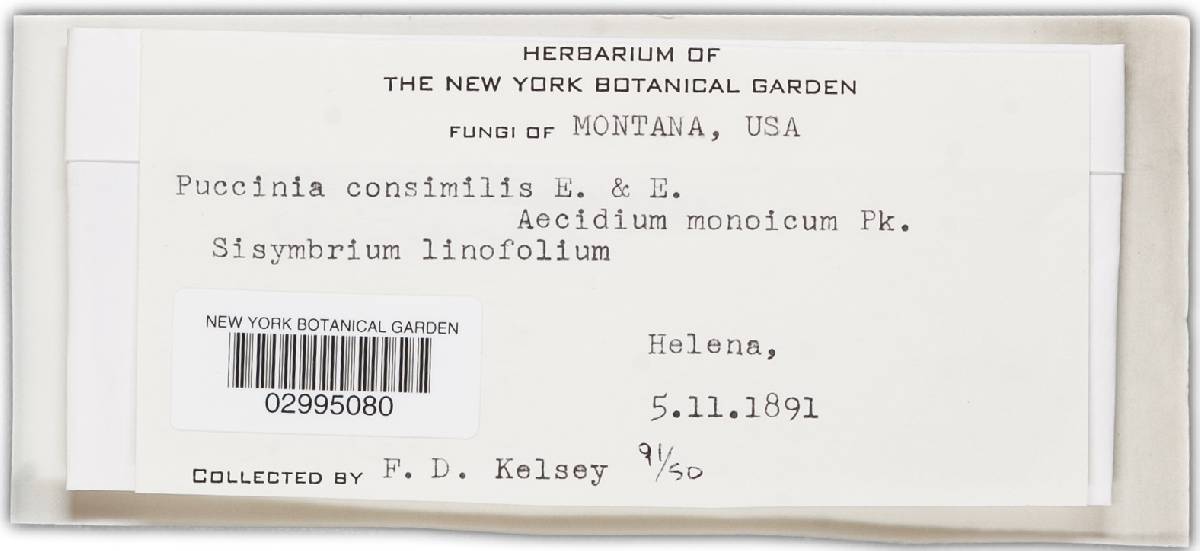 HERBARIUM OF
THE NEW YORK BOTANICAL GARDEN
FUNGI OF MONTANA, USA
Puccinia consimilis E. & E.
Aecidium monoicum Pk.
Sisymbrium linofolium
NEW YORK BOTANICAL GARDEN
02995080
Helena,
5.11.1891
COLLECTED BY F. D. Kelsey 91/50